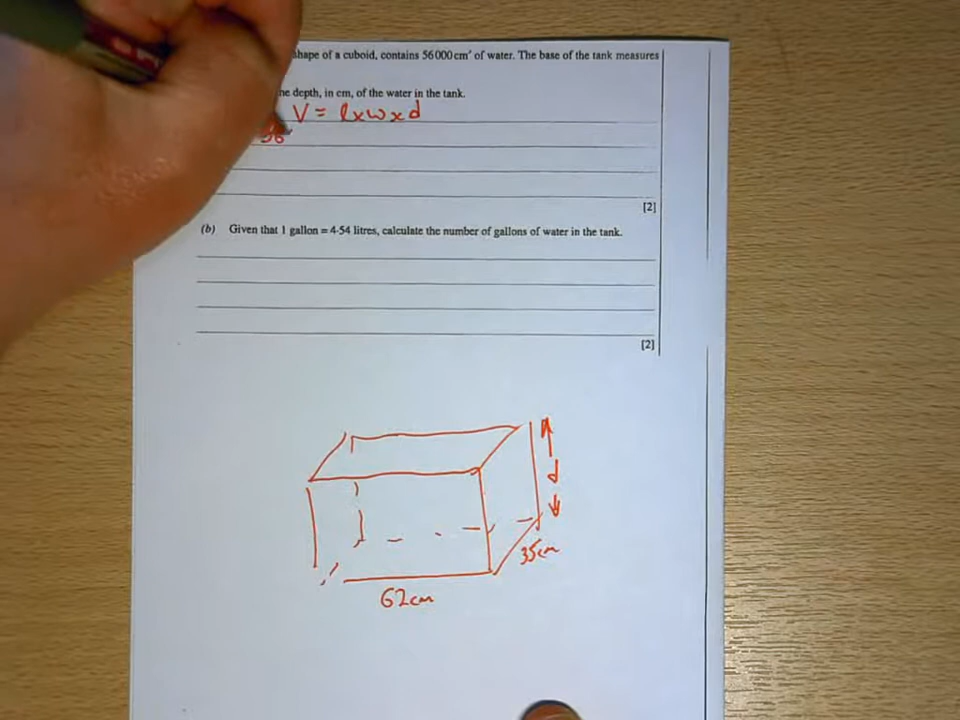 shape of a cuboid, contains 56000 cm³ of water. The base of the tank measures
the depth, in cm, of the water in the tank.
V = l x w x d
56
[2]
(b) Given that 1 gallon = 4·54 litres, calculate the number of gallons of water in the tank.
[2]
d
35cm
62cm